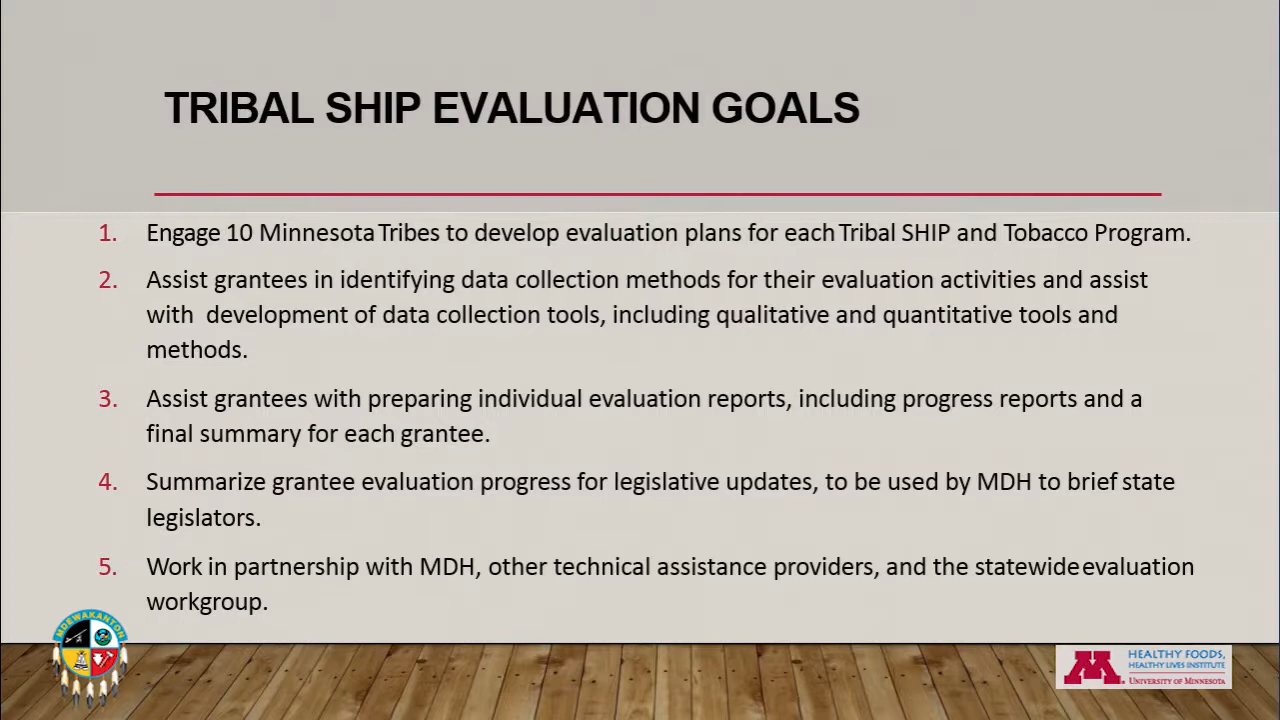 TRIBAL SHIP EVALUATION GOALS
1. Engage 10 Minnesota Tribes to develop evaluation plans for each Tribal SHIP and Tobacco Program.
2. Assist grantees in identifying data collection methods for their evaluation activities and assist
with development of data collection tools, including qualitative and quantitative tools and
methods.
3. Assist grantees with preparing individual evaluation reports, including progress reports and a
final summary for each grantee.
4. Summarize grantee evaluation progress for legislative updates, to be used by MDH to brief state
legislators.
5. Work in partnership with MDH, other technical assistance providers, and the statewide evaluation
workgroup.
MDEWAKANTON
M
HEALTHY FOODS,
HEALTHY LIVES INSTITUTE
UNIVERSITY OF MINNESOTA